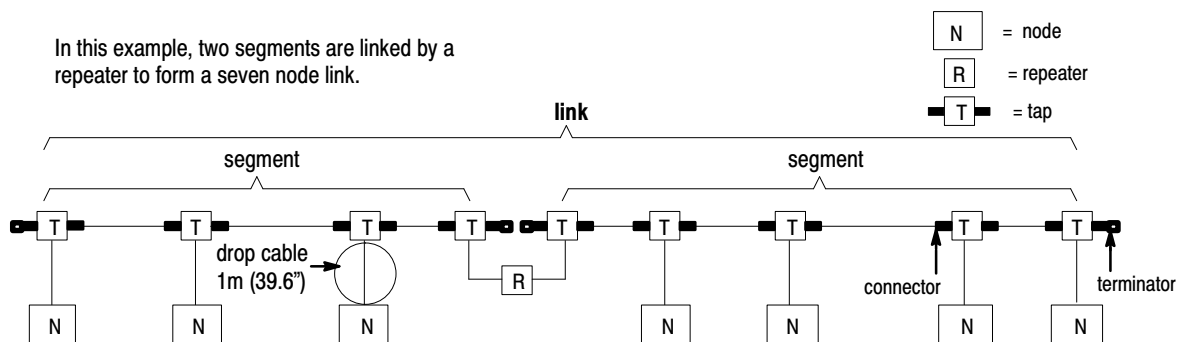 In this example, two segments are linked by a
repeater to form a seven node link.
N = node
R = repeater
T = tap
link
segment segment
T T T T T T T T T
drop cable
1m (39.6”)
R
connector terminator
N N N N N N N